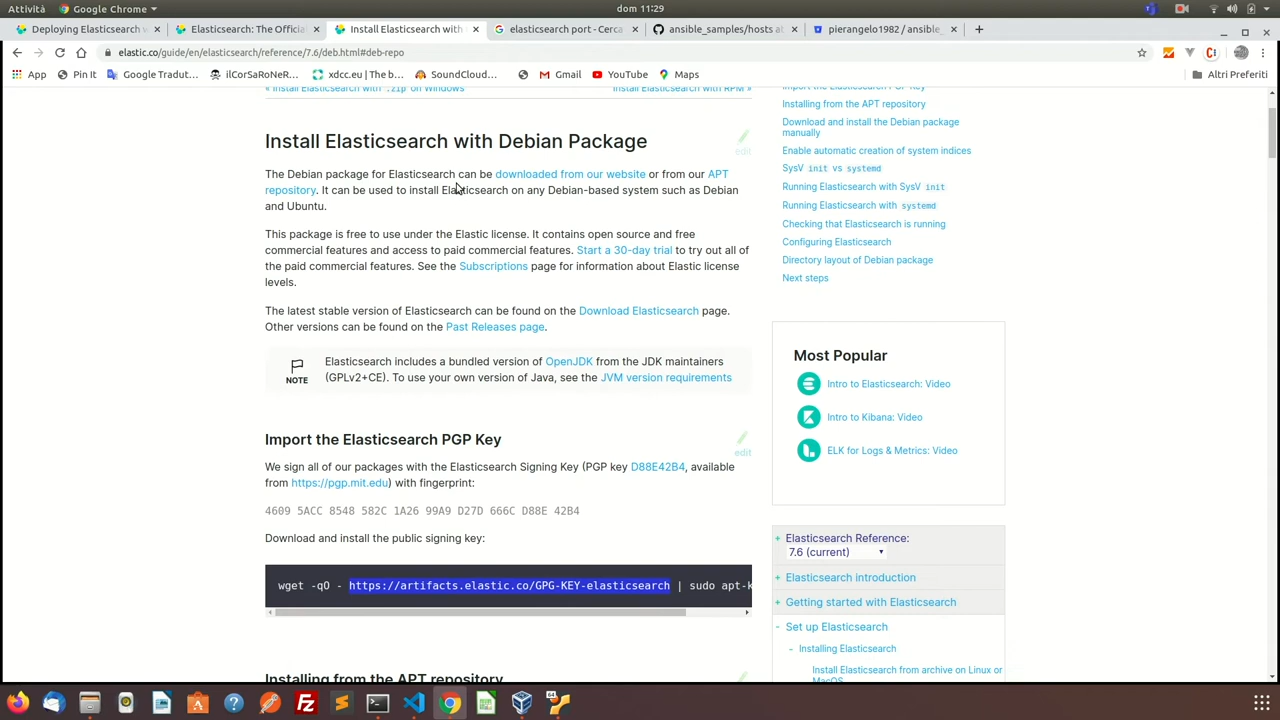 Attività
Google Chrome
dom 11:29
Deploying Elasticsearch w
Elasticsearch: The Official
Install Elasticsearch with
elasticsearch port - Cerca
ansible_samples/hosts at
pierangelo1982 / ansible_
elastic.co/guide/en/elasticsearch/reference/7.6/deb.html#deb-repo
App
Pin It
Google Tradut...
ilCorSaRoNeR...
xdcc.eu | The b...
SoundCloud...
Gmail
YouTube
Maps
Altri Preferiti
« Install Elasticsearch with .zip on Windows
Install Elasticsearch with RPM »
Install Elasticsearch with Debian Package
edit
The Debian package for Elasticsearch can be downloaded from our website or from our APT
repository. It can be used to install Elasticsearch on any Debian-based system such as Debian
and Ubuntu.
This package is free to use under the Elastic license. It contains open source and free
commercial features and access to paid commercial features. Start a 30-day trial to try out all of
the paid commercial features. See the Subscriptions page for information about Elastic license
levels.
The latest stable version of Elasticsearch can be found on the Download Elasticsearch page.
Other versions can be found on the Past Releases page.
NOTE
Elasticsearch includes a bundled version of OpenJDK from the JDK maintainers
(GPLv2+CE). To use your own version of Java, see the JVM version requirements
Import the Elasticsearch PGP Key
edit
We sign all of our packages with the Elasticsearch Signing Key (PGP key D88E42B4, available
from https://pgp.mit.edu) with fingerprint:
4609 5ACC 8548 582C 1A26 99A9 D27D 666C D88E 42B4
Download and install the public signing key:
wget -qO - https://artifacts.elastic.co/GPG-KEY-elasticsearch | sudo apt-k
Installing from the APT repository
Import the Elasticsearch PGP Key
Installing from the APT repository
Download and install the Debian package
manually
Enable automatic creation of system indices
SysV init vs systemd
Running Elasticsearch with SysV init
Running Elasticsearch with systemd
Checking that Elasticsearch is running
Configuring Elasticsearch
Directory layout of Debian package
Next steps
Most Popular
Intro to Elasticsearch: Video
Intro to Kibana: Video
ELK for Logs & Metrics: Video
+ Elasticsearch Reference:
7.6 (current)
+ Elasticsearch introduction
+ Getting started with Elasticsearch
- Set up Elasticsearch
- Installing Elasticsearch
Install Elasticsearch from archive on Linux or
MacOS